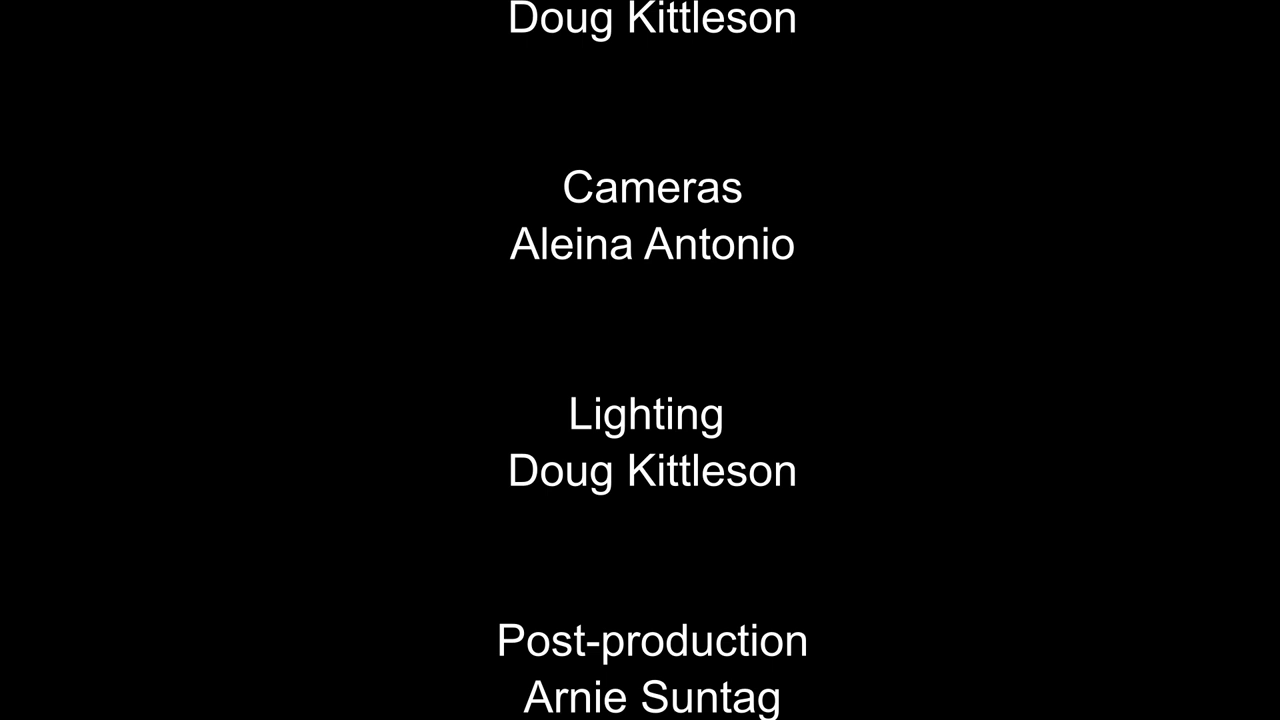 Doug Kittleson
Cameras
Aleina Antonio
Lighting
Doug Kittleson
Post-production
Arnie Suntag